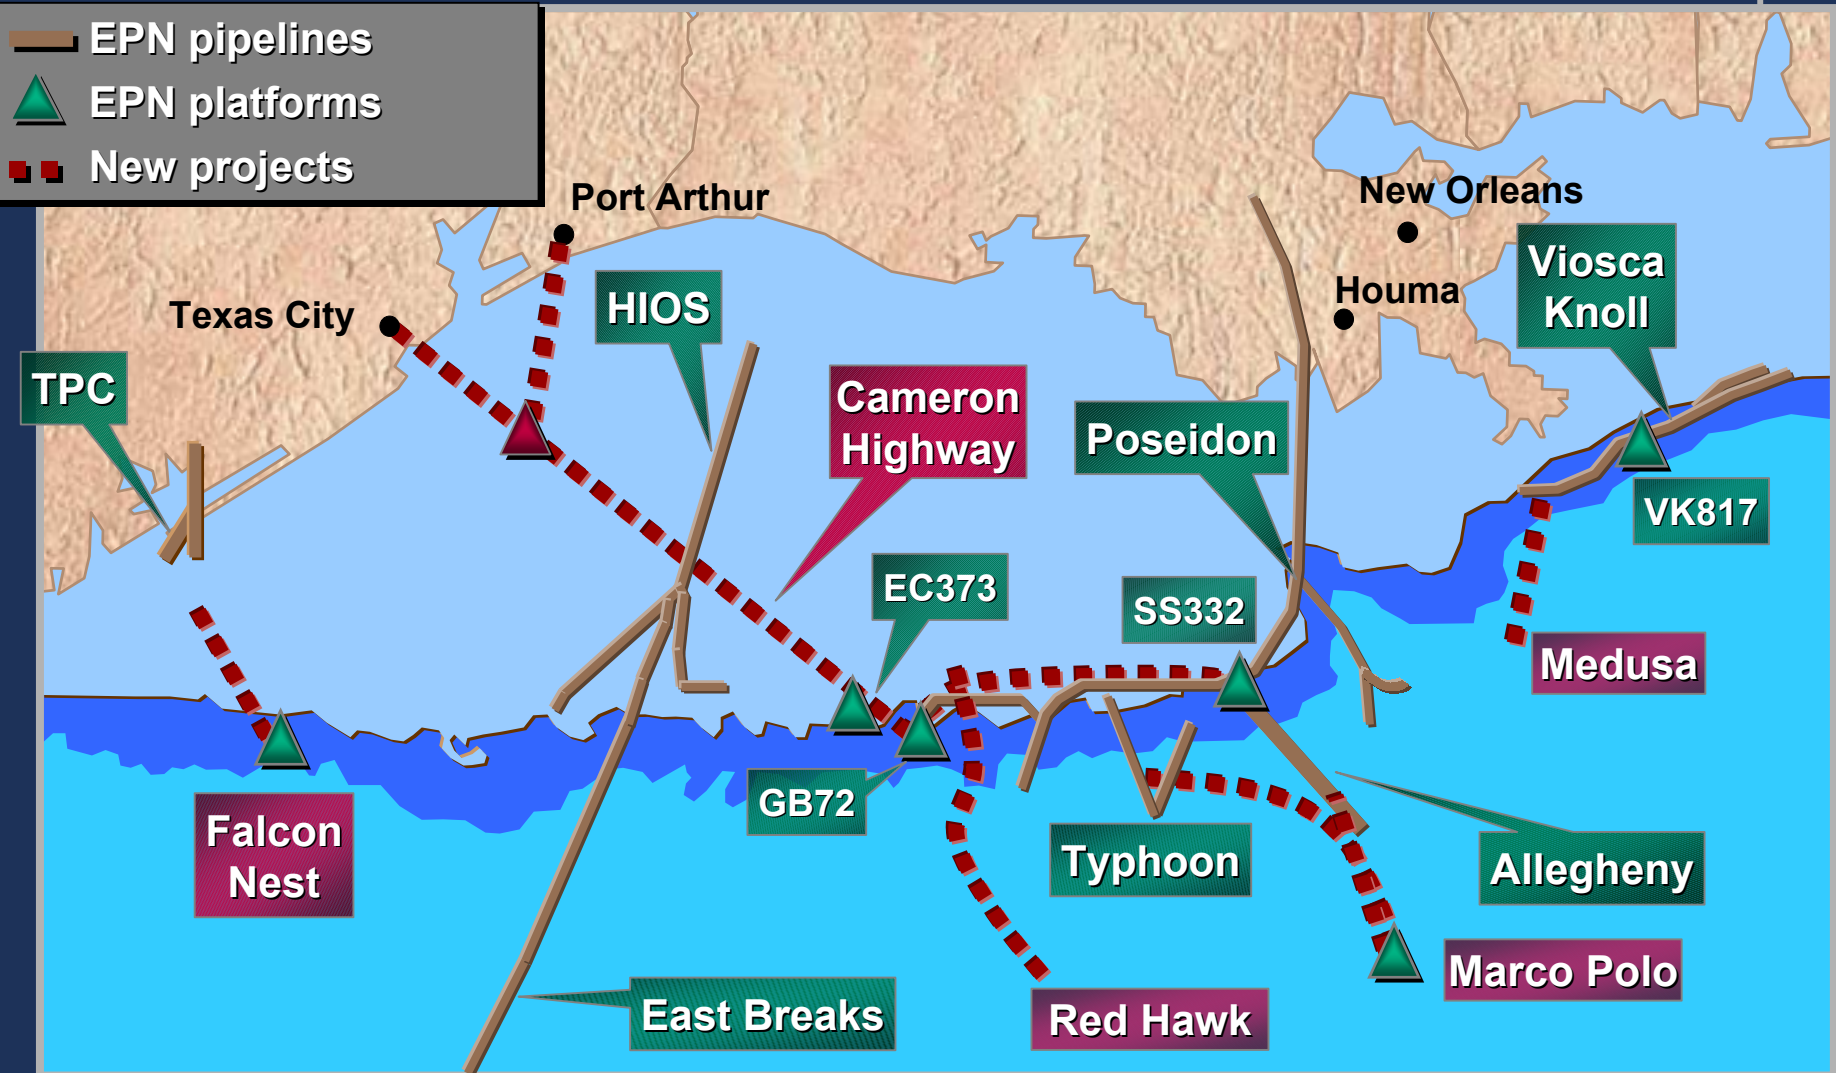 EPN pipelines
EPN platforms
New projects
Port Arthur
New Orleans
Viosca
Knoll
HIOS
Houma
Texas City
TPC
Cameron
Highway
Poseidon
VK817
EC373
SS332
Medusa
GB72
Falcon
Nest
Typhoon
Allegheny
Marco Polo
East Breaks
Red Hawk